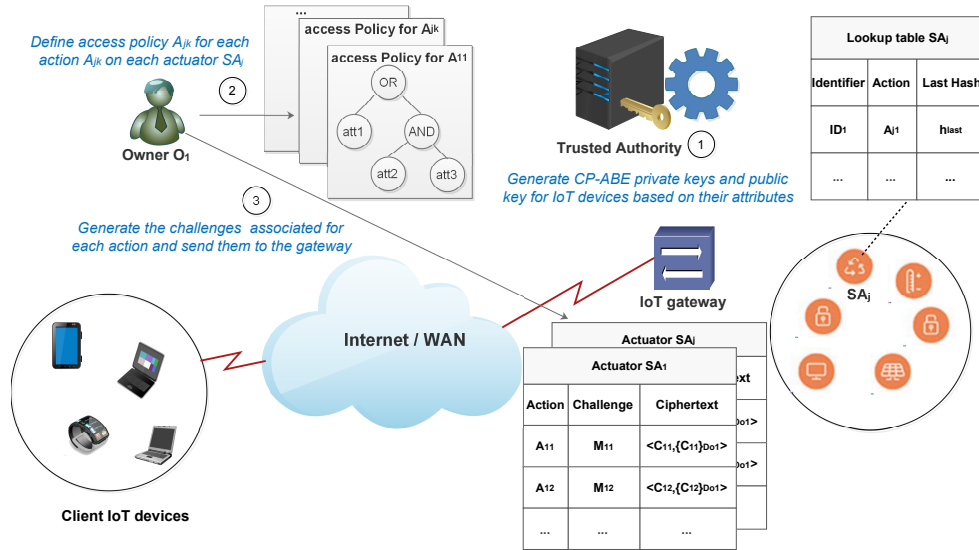 Define access policy Ajk for each
action Ajk on each actuator SAj
2
Owner O1
...
access Policy for Ajk
access Policy for A11
OR
att1
AND
att2
att3
Trusted Authority
1
Generate CP-ABE private keys and public
key for IoT devices based on their attributes
Lookup table SAj
Identifier Action Last Hash
ID1 Aj1 hlast
... ... ...
3
Generate the challenges associated for
each action and send them to the gateway
SAj
IoT gateway
Internet / WAN
Actuator SAj
ext
Do1>
Do1>
Actuator SA1
Action Challenge Ciphertext
A11 M11 <C11,{C11}Do1>
A12 M12 <C12,{C12}Do1>
... ... ...
Client IoT devices